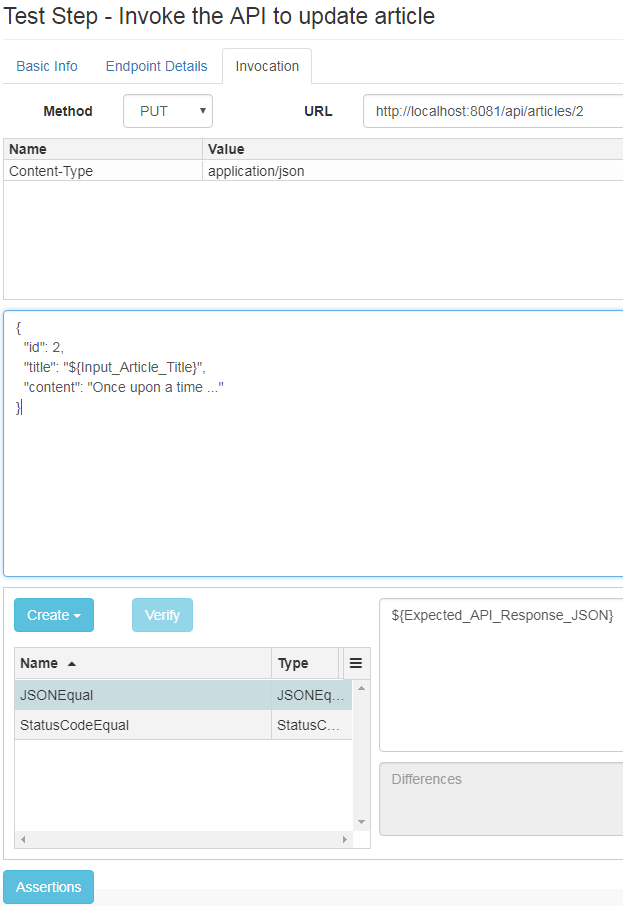 Test Step - Invoke the API to update article
Basic Info Endpoint Details Invocation
Method PUT URL http://localhost:8081/api/articles/2
Name Value
Content-Type application/json
{
"id": 2,
"title": "${Input_Article_Title}",
"content": "Once upon a time ..."
}
Create Verify
${Expected_API_Response_JSON}
Name Type
JSONEqual JSONEq...
StatusCodeEqual StatusC...
Differences
Assertions